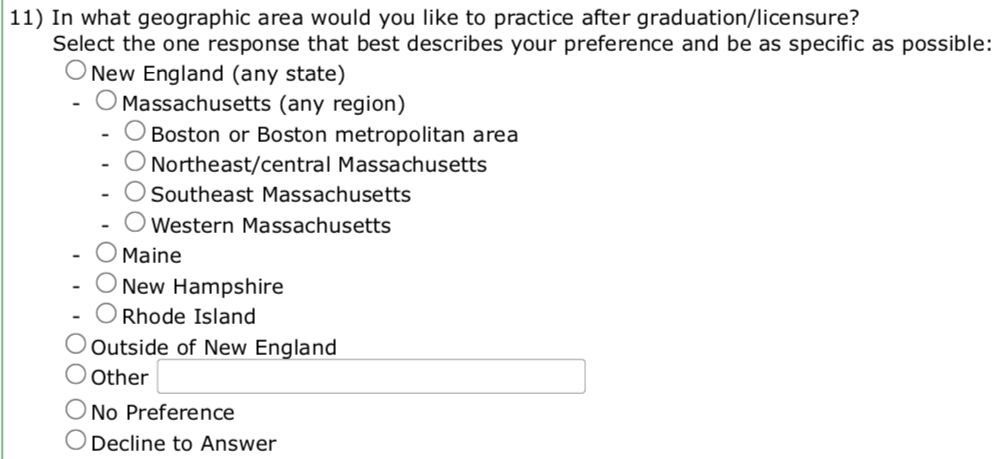 11) In what geographic area would you like to practice after graduation/licensure?
Select the one response that best describes your preference and be as specific as possible:
New England (any state)
- Massachusetts (any region)
- Boston or Boston metropolitan area
- Northeast/central Massachusetts
- Southeast Massachusetts
- Western Massachusetts
- Maine
- New Hampshire
- Rhode Island
Outside of New England
Other
No Preference
Decline to Answer